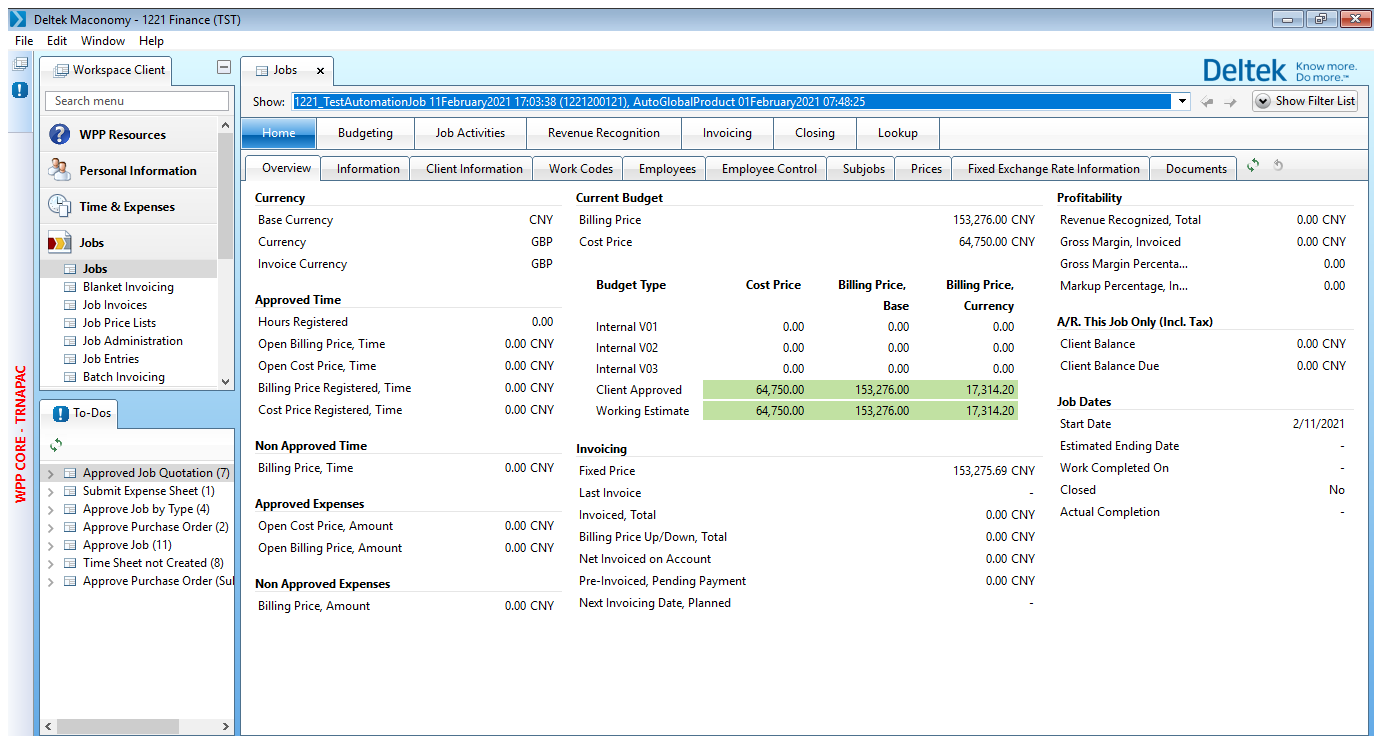 Deltek Maconomy - 1221 Finance (TST)
File Edit Window Help
Workspace Client
Search menu
WPP Resources
Personal Information
Time & Expenses
Jobs
Jobs
Blanket Invoicing
Job Invoices
Job Price Lists
Job Administration
Job Entries
Batch Invoicing
WPP CORE - TRNAPAC
To-Dos
Approved Job Quotation (7)
Submit Expense Sheet (1)
Approve Job by Type (4)
Approve Purchase Order (2)
Approve Job (11)
Time Sheet not Created (8)
Approve Purchase Order (Su
Jobs
Deltek Know more.
Do more.™
Show: 1221_TestAutomationJob 11February2021 17:03:38 (1221200121), AutoGlobalProduct 01February2021 07:48:25 Show Filter List
Home Budgeting Job Activities Revenue Recognition Invoicing Closing Lookup
Overview Information Client Information Work Codes Employees Employee Control Subjobs Prices Fixed Exchange Rate Information Documents
Currency
Base Currency CNY
Currency GBP
Invoice Currency GBP
Approved Time
Hours Registered 0.00
Open Billing Price, Time 0.00 CNY
Open Cost Price, Time 0.00 CNY
Billing Price Registered, Time 0.00 CNY
Cost Price Registered, Time 0.00 CNY
Non Approved Time
Billing Price, Time 0.00 CNY
Approved Expenses
Open Cost Price, Amount 0.00 CNY
Open Billing Price, Amount 0.00 CNY
Non Approved Expenses
Billing Price, Amount 0.00 CNY
Current Budget
Billing Price 153,276.00 CNY
Cost Price 64,750.00 CNY
Budget Type Cost Price Billing Price, Billing Price,
Base Currency
Internal V01 0.00 0.00 0.00
Internal V02 0.00 0.00 0.00
Internal V03 0.00 0.00 0.00
Client Approved 64,750.00 153,276.00 17,314.20
Working Estimate 64,750.00 153,276.00 17,314.20
Invoicing
Fixed Price 153,275.69 CNY
Last Invoice -
Invoiced, Total 0.00 CNY
Billing Price Up/Down, Total 0.00 CNY
Net Invoiced on Account 0.00 CNY
Pre-Invoiced, Pending Payment 0.00 CNY
Next Invoicing Date, Planned -
Profitability
Revenue Recognized, Total 0.00 CNY
Gross Margin, Invoiced 0.00 CNY
Gross Margin Percenta... 0.00
Markup Percentage, In... 0.00
A/R. This Job Only (Incl. Tax)
Client Balance 0.00 CNY
Client Balance Due 0.00 CNY
Job Dates
Start Date 2/11/2021
Estimated Ending Date -
Work Completed On -
Closed No
Actual Completion -